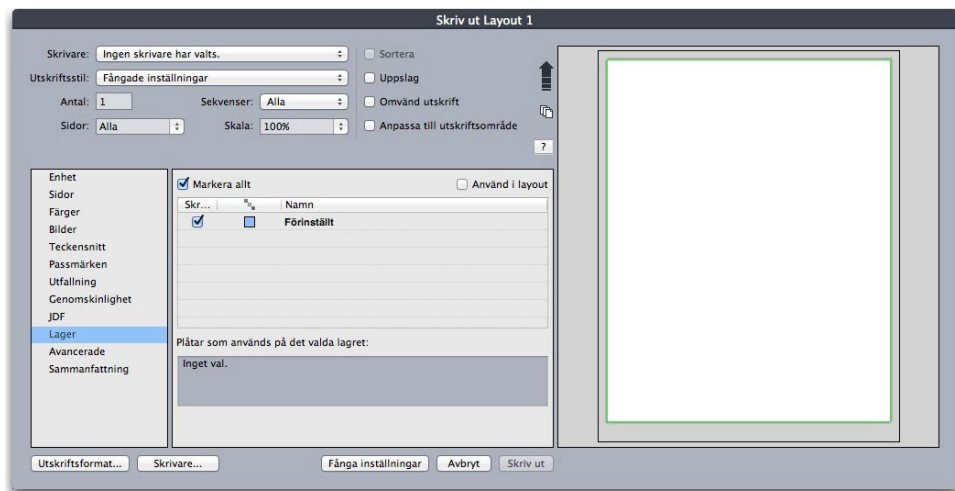 Skriv ut Layout 1
Skrivare: Ingen skrivare har valts.
Sortera
Utskriftsstil: Fångade inställningar
Uppslag
Antal: 1 Sekvenser: Alla
Omvänd utskrift
Sidor: Alla Skala: 100%
Anpassa till utskriftsområde
?
Enhet
Sidor
Färger
Bilder
Teckensnitt
Passmärken
Utfallning
Genomskinlighet
JDF
Lager
Avancerade
Sammanfattning
Markera allt Använd i layout
Skr... Namn
Förinställt
Plåtar som används på det valda lagret:
Inget val.
Utskriftsformat... Skrivare... Fånga inställningar Avbryt Skriv ut